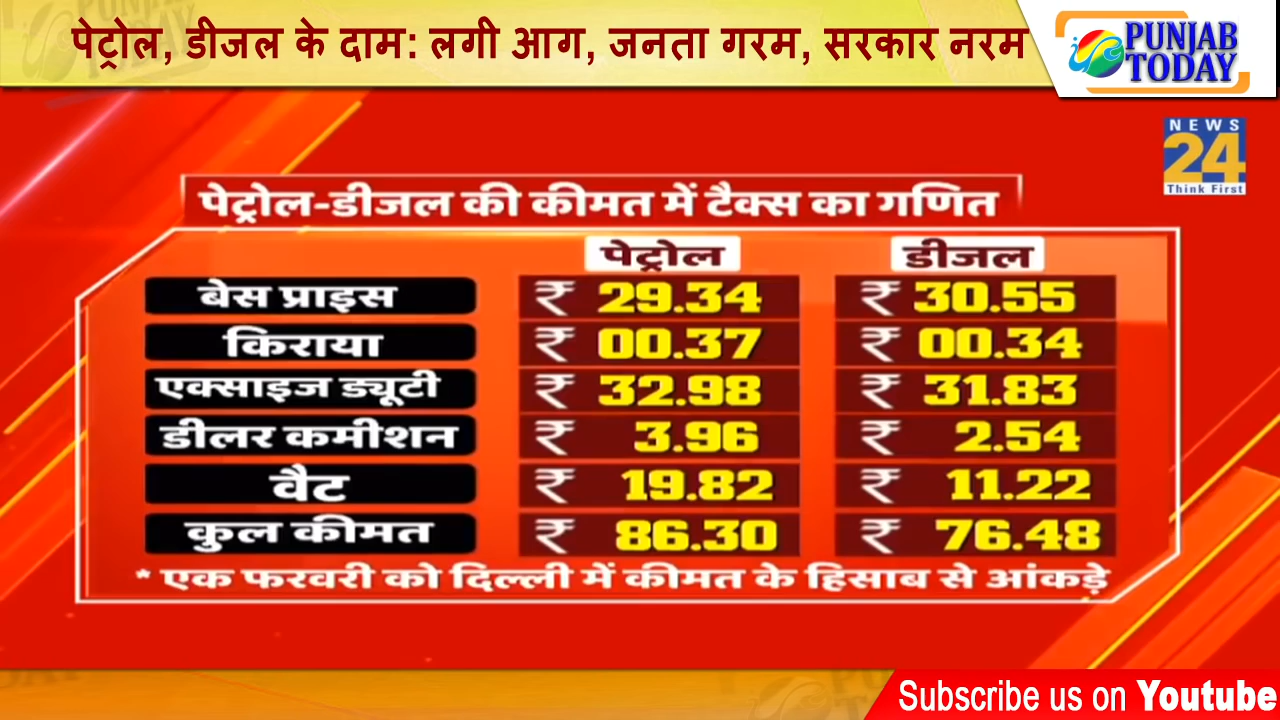 पेट्रोल, डीजल के दाम: लगी आग, जनता गरम, सरकार नरम
PUNJAB
TODAY
NEWS
24
Think First
पेट्रोल-डीजल की कीमत में टैक्स का गणित
पेट्रोल डीजल
बेस प्राइस ₹ 29.34 ₹ 30.55
किराया ₹ 00.37 ₹ 00.34
एक्साइज ड्यूटी ₹ 32.98 ₹ 31.83
डीलर कमीशन ₹ 3.96 ₹ 2.54
वैट ₹ 19.82 ₹ 11.22
कुल कीमत ₹ 86.30 ₹ 76.48
* एक फरवरी को दिल्ली में कीमत के हिसाब से आंकड़े
Subscribe us on Youtube